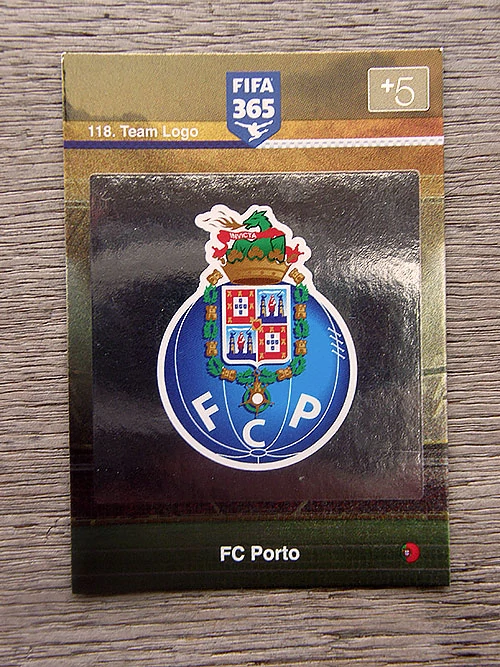 FIFA
365
+5
118. Team Logo
INVICTA
F C P
FC Porto